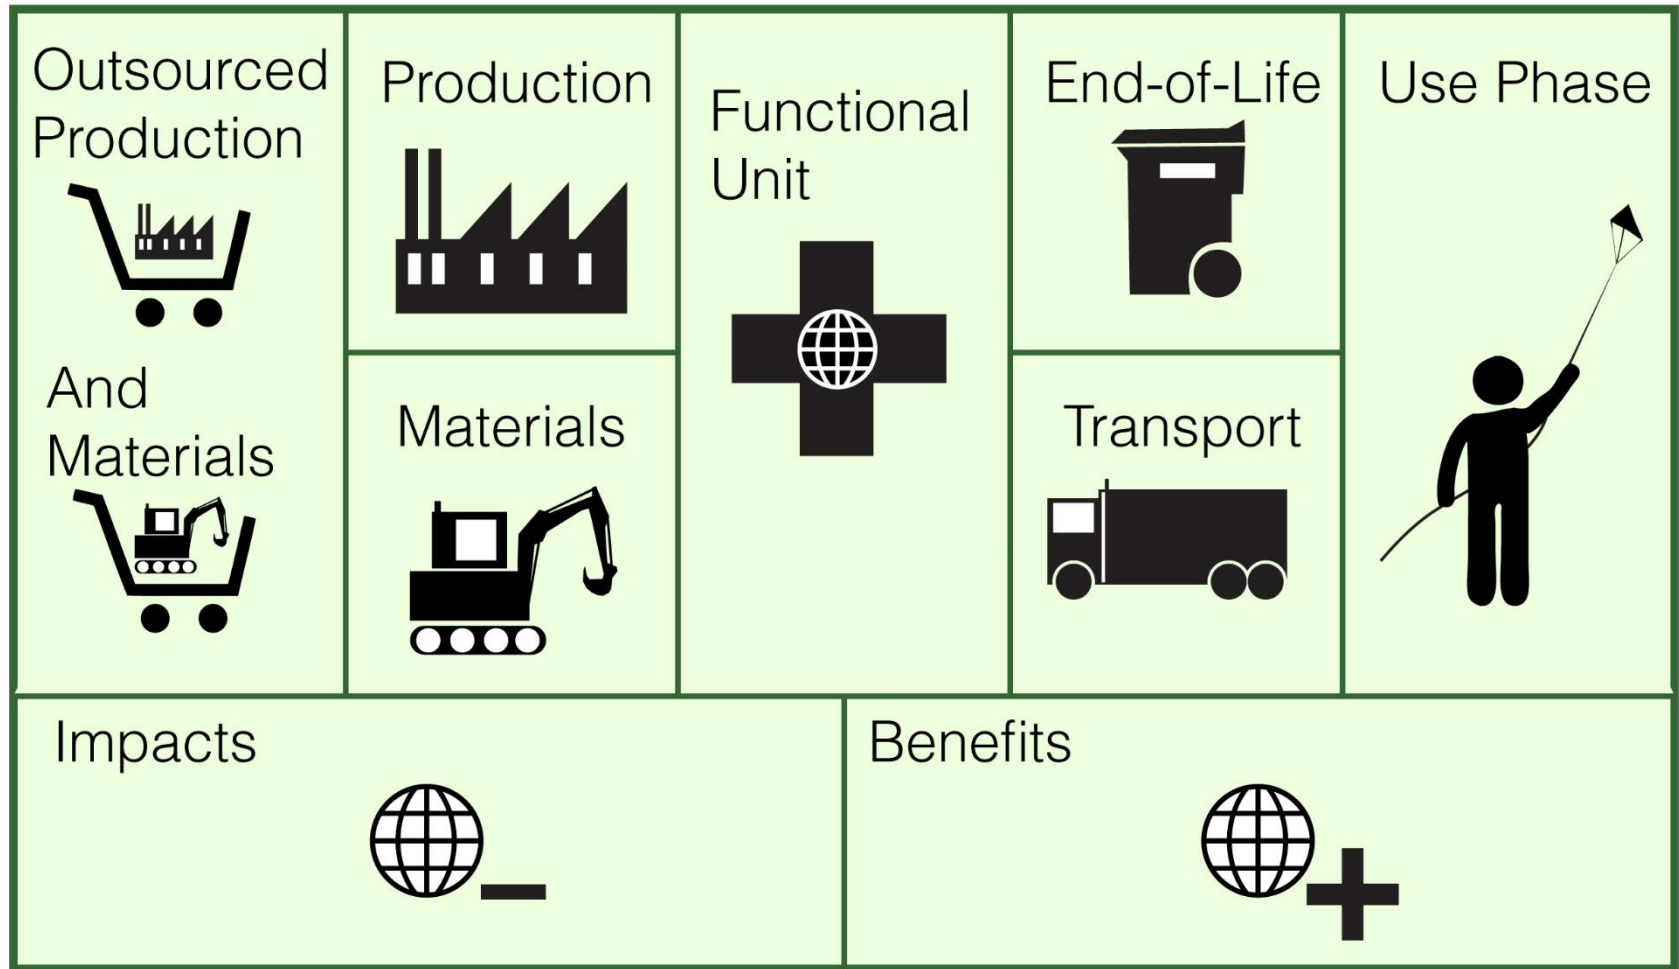 Outsourced
Production
And
Materials
Production
Materials
Functional
Unit
End-of-Life
Transport
Use Phase
Impacts
Benefits